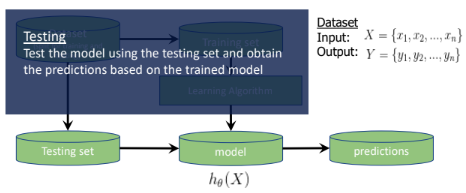 Testing
Test the model using the testing set and obtain
the predictions based on the trained model
Training set
Learning Algorithm
Dataset
Input: X = {x₁, x₂, ..., xₙ}
Output: Y = {y₁, y₂, ..., yₙ}
Testing set
model
predictions
h_θ(X)